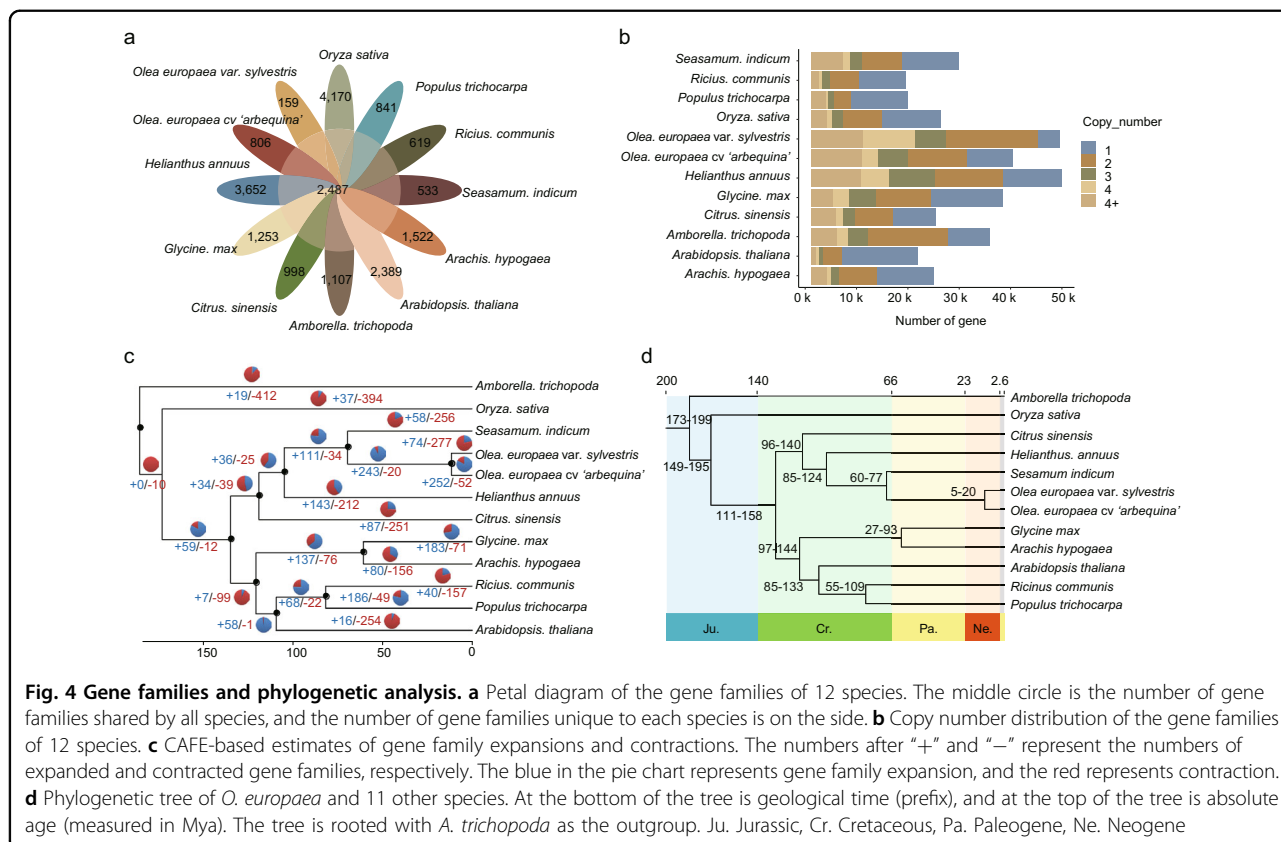 a
Oryza sativa
Olea europaea var. sylvestris
Populus trichocarpa
4,170
159
841
Olea. europaea cv ’arbequina’
Ricius. communis
806
619
Helianthus annuus
3,652
2,487
533
Seasamum. indicum
Glycine. max
1,253
1,522
Arachis. hypogaea
998
1,107
2,389
Citrus. sinensis
Arabidopsis. thaliana
Amborella. trichopoda
b
Seasamum. indicum
Ricius. communis
Populus trichocarpa
Oryza. sativa
Olea. europaea var. sylvestris
Olea. europaea cv ‘arbequina’
Helianthus annuus
Glycine. max
Citrus. sinensis
Amborella. trichopoda
Arabidopsis. thaliana
Arachis. hypogaea
0 k
10 k
20 k
30 k
40 k
50 k
Number of gene
Copy_number
1
2
3
4
4+
c
Amborella. trichopoda
+19/-412
+37/-394
Oryza. sativa
+58/-256
Seasamum. indicum
+74/-277
+111/-34
Olea. europaea var. sylvestris
+36/-25
+243/-20
Olea. europaea cv ‘arbequina’
+0/-10
+34/-39
+252/-52
+143/-212
Helianthus annuus
+87/-251
Citrus. sinensis
+59/-12
Glycine. max
+137/-76
+183/-71
+80/-156
Arachis. hypogaea
Ricius. communis
+7/-99
+68/-22
+186/-49
+40/-157
Populus trichocarpa
+58/-1
+16/-254
Arabidopsis. thaliana
150
100
50
0
d
200
140
66
23
2.6
Amborella trichopoda
173-199
Oryza sativa
96-140
Citrus sinensis
149-195
Helianthus. annuus
85-124
60-77
Sesamum indicum
5-20
Olea europaea var. sylvestris
111-158
Olea. europaea cv ‘arbequina’
27-93
Glycine max
97-144
Arachis hypogaea
Arabidopsis thaliana
85-133
55-109
Ricinus communis
Populus trichocarpa
Ju.
Cr.
Pa.
Ne.
Fig. 4 Gene families and phylogenetic analysis. a Petal diagram of the gene families of 12 species. The middle circle is the number of gene
families shared by all species, and the number of gene families unique to each species is on the side. b Copy number distribution of the gene families
of 12 species. c CAFE-based estimates of gene family expansions and contractions. The numbers after “+” and “−” represent the numbers of
expanded and contracted gene families, respectively. The blue in the pie chart represents gene family expansion, and the red represents contraction.
d Phylogenetic tree of O. europaea and 11 other species. At the bottom of the tree is geological time (prefix), and at the top of the tree is absolute
age (measured in Mya). The tree is rooted with A. trichopoda as the outgroup. Ju. Jurassic, Cr. Cretaceous, Pa. Paleogene, Ne. Neogene